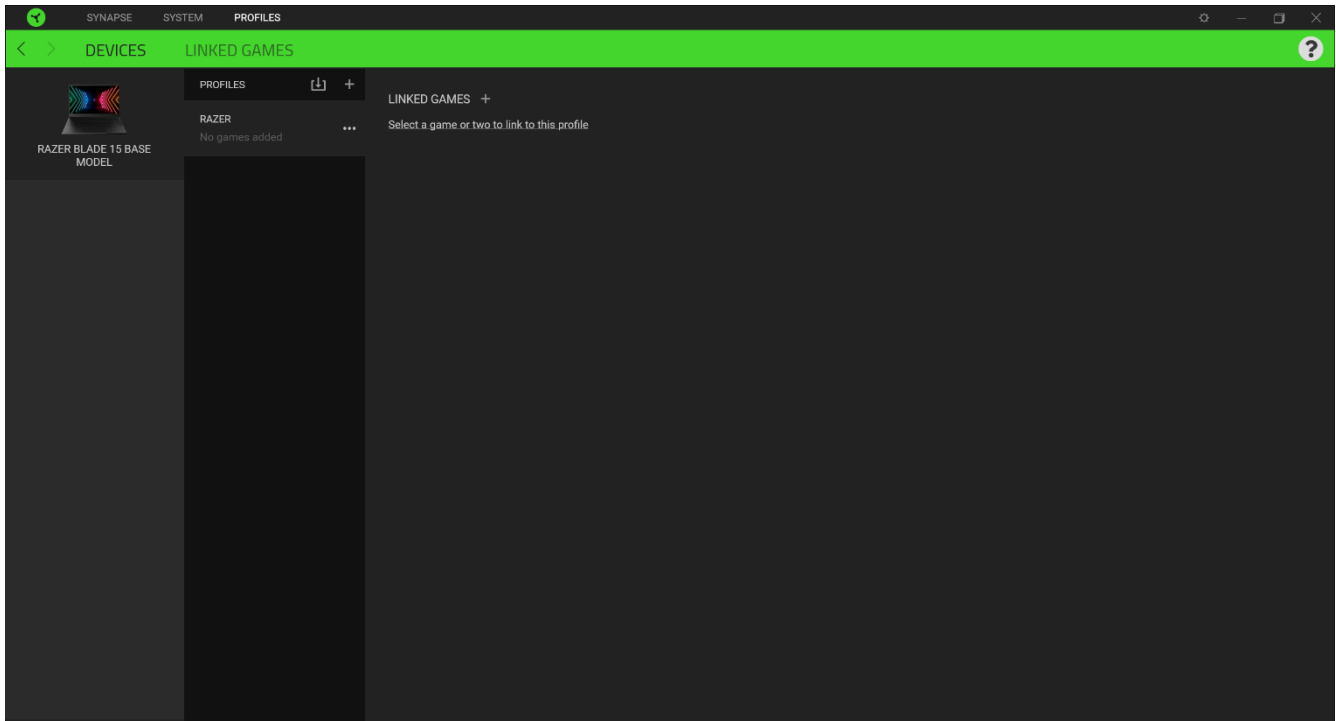 SYNAPSE SYSTEM PROFILES
DEVICES LINKED GAMES ?
RAZER BLADE 15 BASE
MODEL
PROFILES
RAZER
No games added
LINKED GAMES
Select a game or two to link to this profile